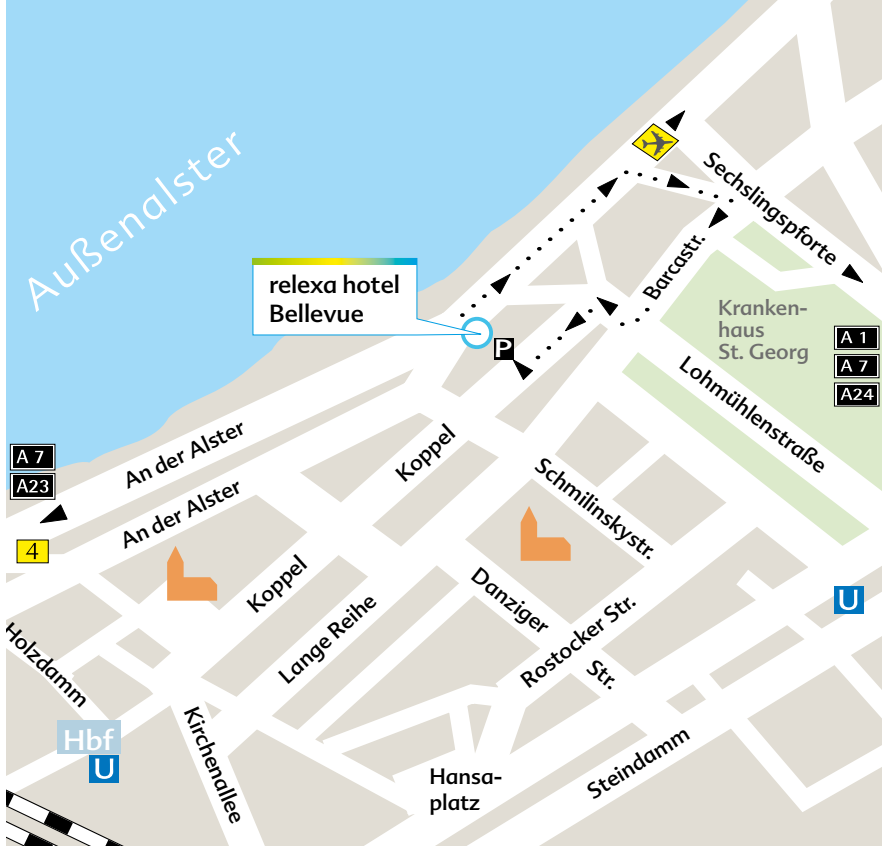 Außenalster
Sechslingspforte
Barcastr.
relexa hotel
Bellevue
Kranken-
haus
St. Georg
A 1
A 7
A24
P
Lohmühlenstraße
An der Alster
Koppel
A 7
A23
4
An der Alster
Schmilinskystr.
Koppel
Danziger
Str.
Lange Reihe
Rostocker Str.
U
Holzdamm
Hbf
U
Kirchenallee
Hansa-
platz
Steindamm